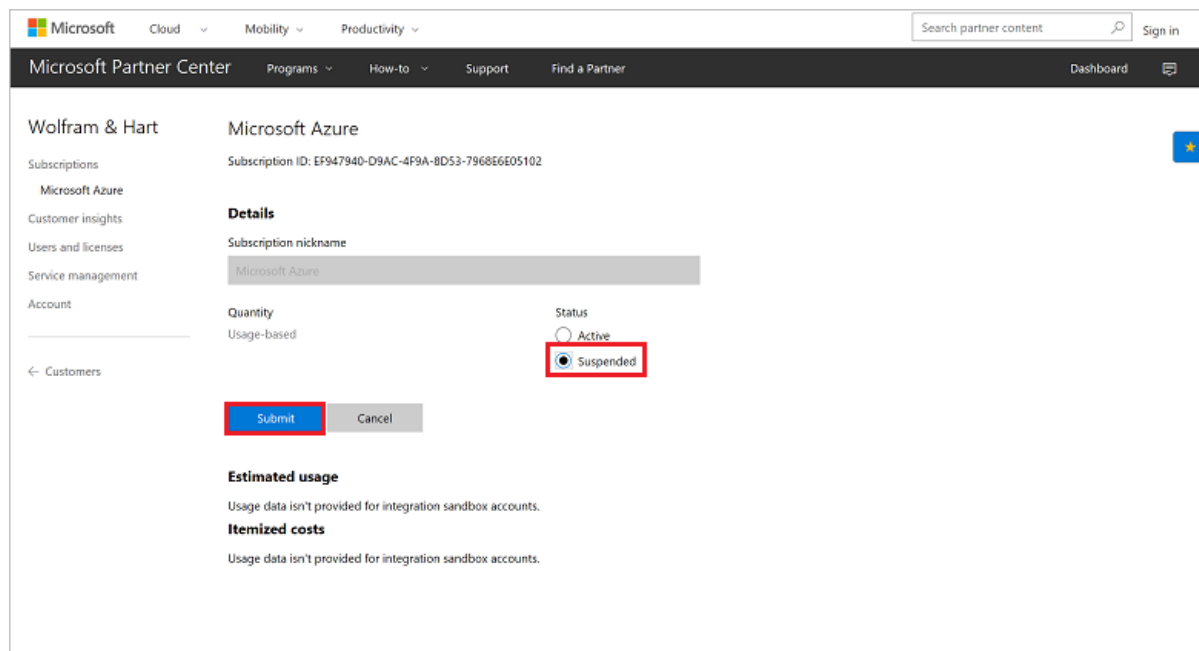 Microsoft Cloud Mobility Productivity Search partner content Sign in
Microsoft Partner Center Programs How-to Support Find a Partner Dashboard
Wolfram & Hart
Subscriptions
Microsoft Azure
Customer insights
Users and licenses
Service management
Account
← Customers
Microsoft Azure
Subscription ID: EF947940-D9AC-4F9A-8D53-7968E6E05102
Details
Subscription nickname
Microsoft Azure
Quantity
Usage-based
Status
Active
Suspended
Submit Cancel
Estimated usage
Usage data isn't provided for integration sandbox accounts.
Itemized costs
Usage data isn't provided for integration sandbox accounts.